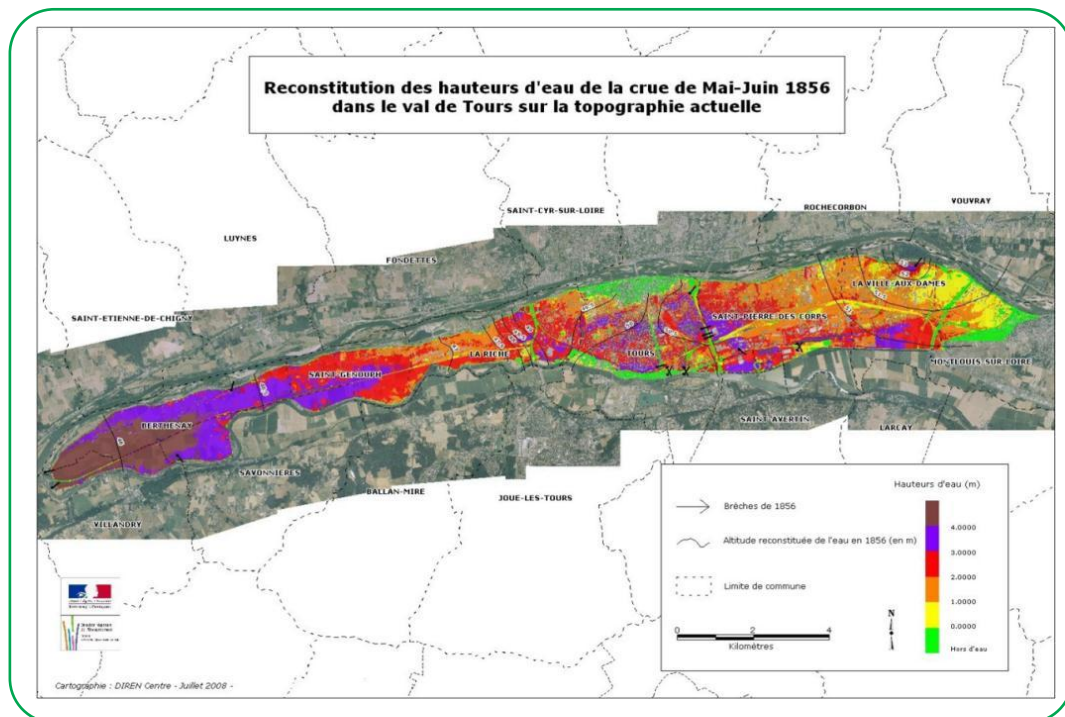 Reconstitution des hauteurs d'eau de la crue de Mai-Juin 1856
dans le val de Tours sur la topographie actuelle
VOUVRAY
ROCHECORBON
SAINT-CYR-SUR-LOIRE
LUYNES
FONDETTES
LA VILLE-AUX-DAMES
SAINT-ETIENNE-DE-CHIGNY
SAINT-PIERRE-DES-CORPS
LA RICHE
TOURS
MONTLOUIS-SUR-LOIRE
SAINT-GENOUPH
BERTHENAY
SAINT-AVERTIN
LARCAY
SAVONNIERES
BALLAN-MIRE
JOUE-LES-TOURS
VILLANDRY
Hauteurs d'eau (m)
Brèches de 1856
4.0000
Altitude reconstituée de l'eau en 1856 (en m)
3.0000
2.0000
Limite de commune
1.0000
N
0.0000
0 2 4
Kilomètres
Hors d'eau
Cartographie : DIREN Centre - Juillet 2008 -